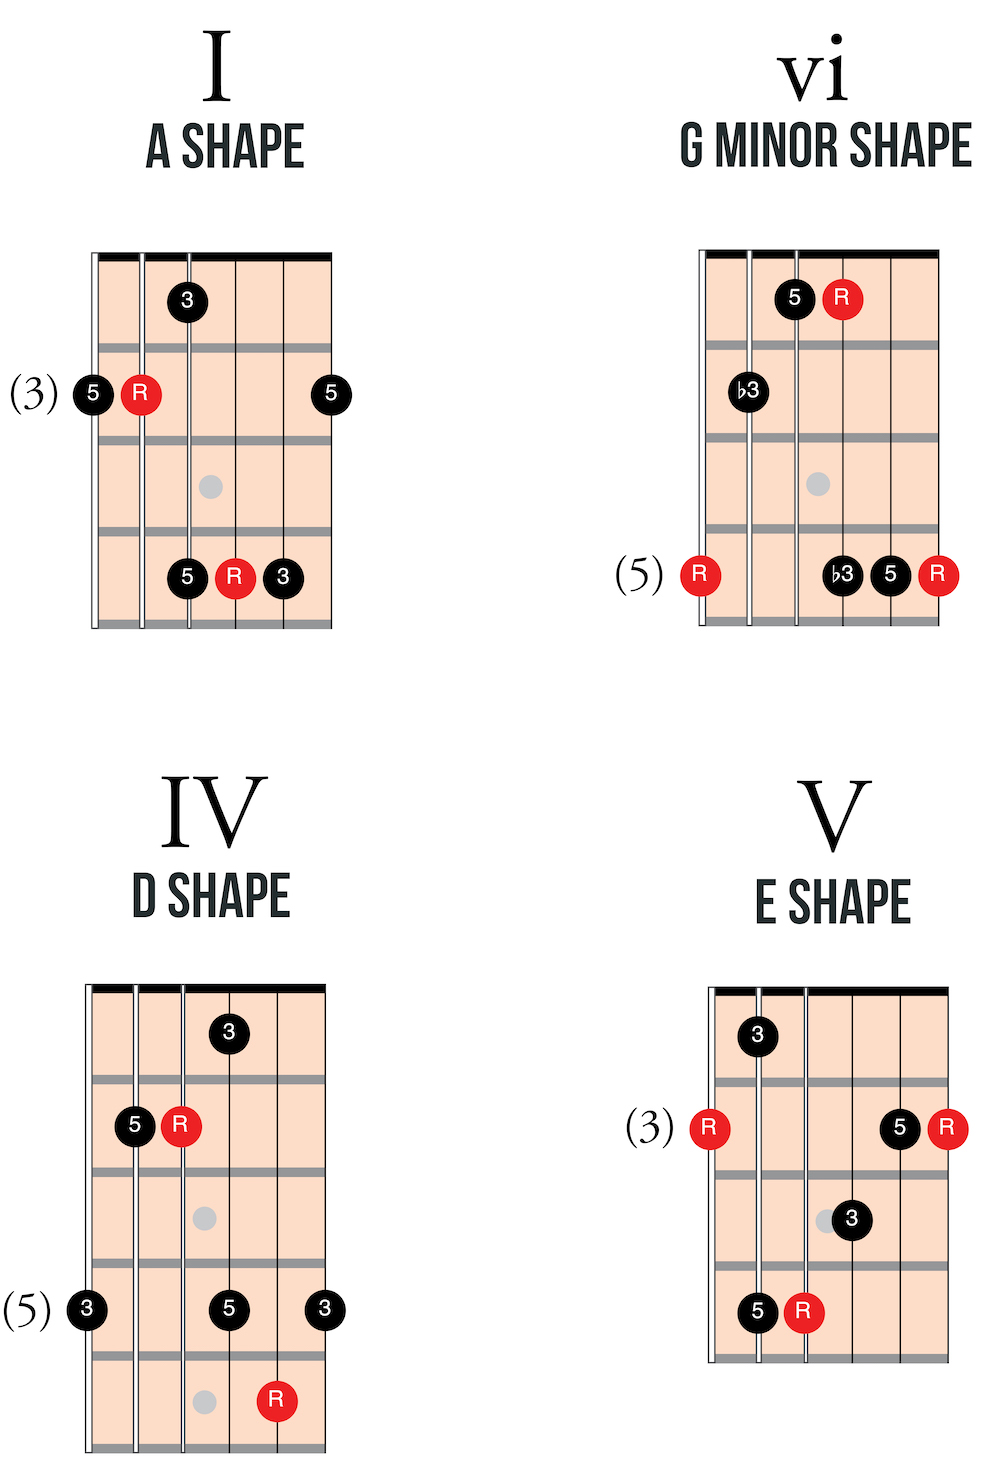 I
A SHAPE
3
(3) 5 R 5
5 R 3
vi
G MINOR SHAPE
5 R
♭3
(5) R ♭3 5 R
IV
D SHAPE
3
5 R
(5) 3 5 3
R
V
E SHAPE
3
(3) R 5 R
3
5 R